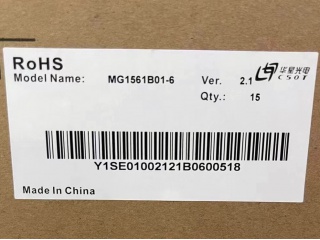 RoHS
Model Name: MG1561B01-6 Ver. 2.1
华星光电
CSOT
Qty.: 15
Y1SE01002121B0600518
Made In China